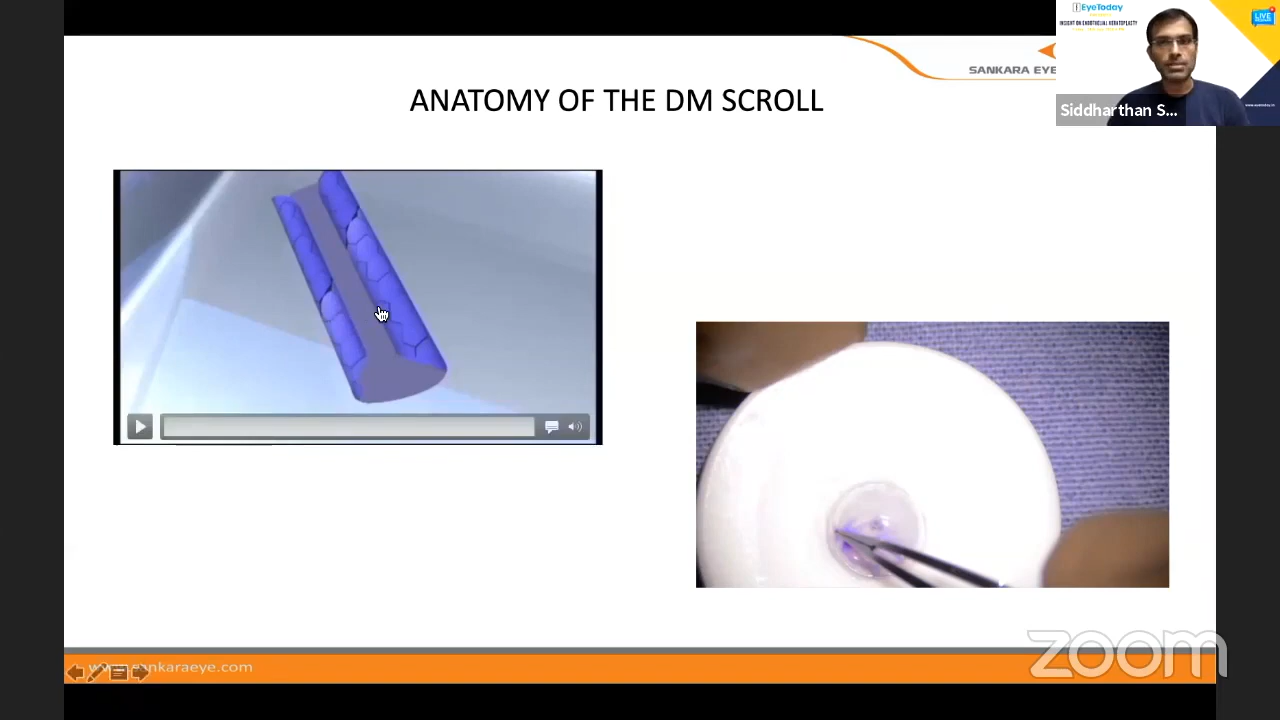 EyeToday
INSIGHT ON ENDOTHELIAL KERATOPLASTY
LIVE
SANKARA EYE
Siddharthan S...
ANATOMY OF THE DM SCROLL
zoom
www.sankaraeye.com